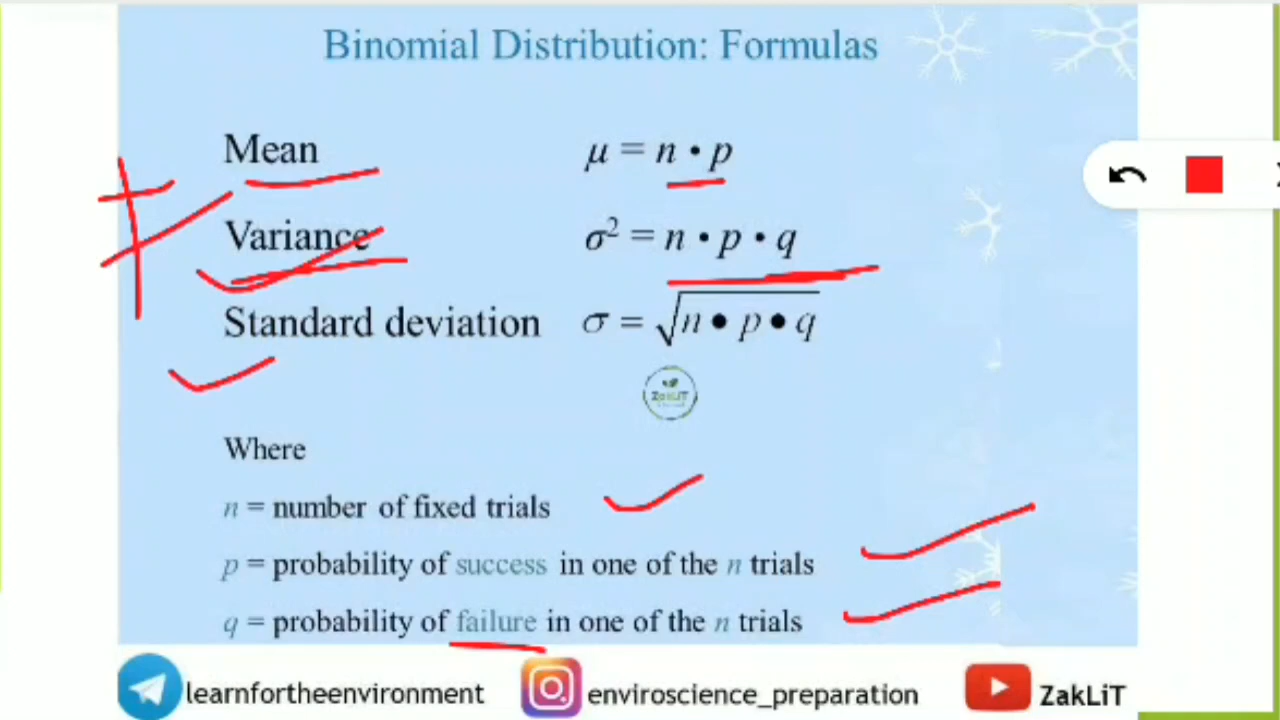 Binomial Distribution: Formulas
Mean μ = n • p
Variance σ² = n • p • q
Standard deviation σ = √n • p • q
ZakLiT
Where
n = number of fixed trials
p = probability of success in one of the n trials
q = probability of failure in one of the n trials
learnfortheenvironment enviroscience_preparation ZakLiT